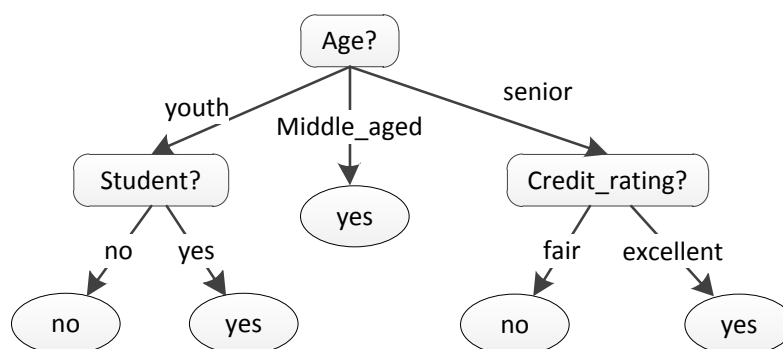 Age?
youth
Middle_aged
senior
Student?
yes
Credit_rating?
no
yes
fair
excellent
no
yes
no
yes